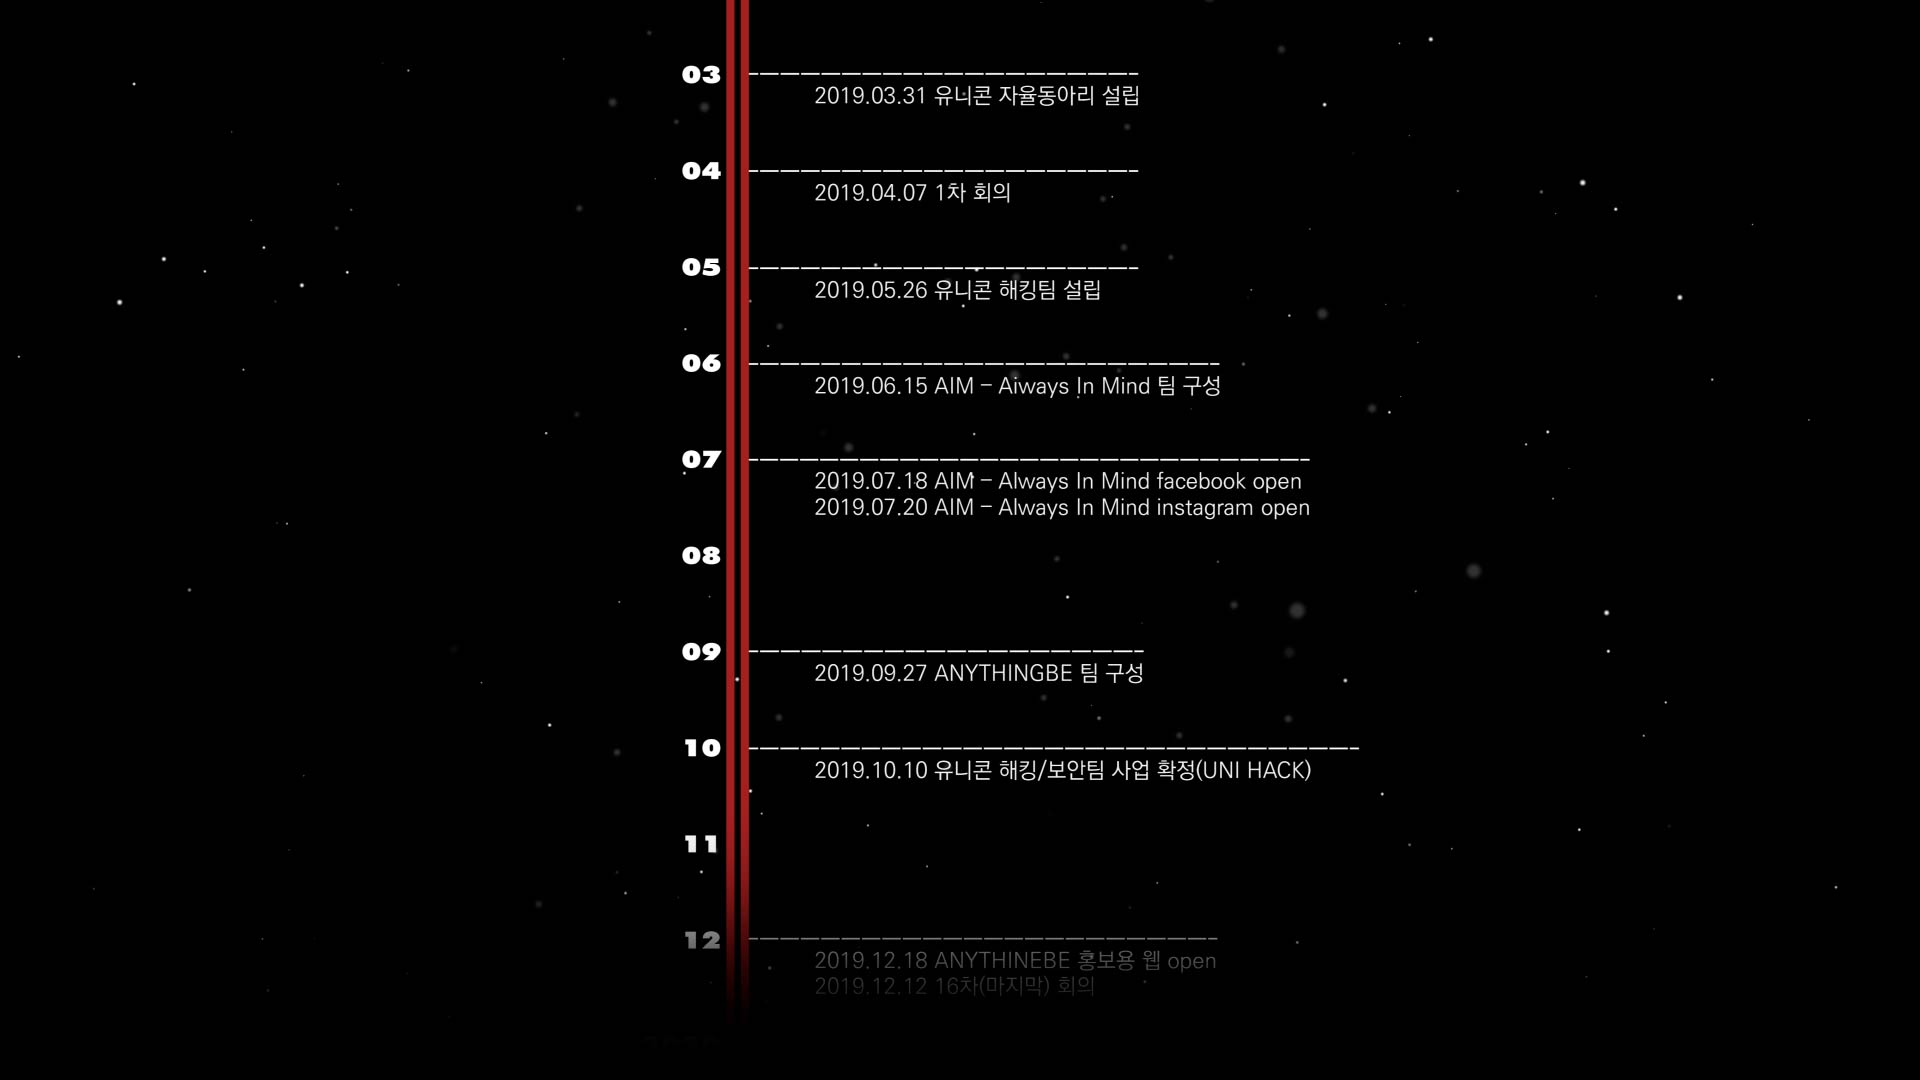 03
2019.03.31 유니콘 자율동아리 설립
04
2019.04.07 1차 회의
05
2019.05.26 유니콘 해킹팀 설립
06
2019.06.15 AIM – Aiways In Mind 팀 구성
07
2019.07.18 AIM – Always In Mind facebook open
2019.07.20 AIM – Always In Mind instagram open
08
09
2019.09.27 ANYTHINGBE 팀 구성
10
2019.10.10 유니콘 해킹/보안팀 사업 확정(UNI HACK)
11
12
2019.12.18 ANYTHINEBE 홍보용 웹 open
2019.12.12 16차(마지막) 회의